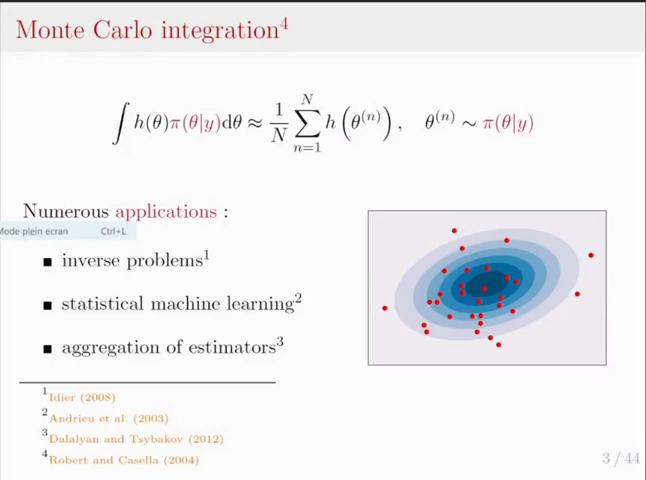 Monte Carlo integration⁴
∫ h(θ)π(θ|y)dθ ≈ 1/N ∑_{n=1}^{N} h(θ⁽ⁿ⁾), θ⁽ⁿ⁾ ∼ π(θ|y)
Numerous applications :
Mode plein écran Ctrl+L
■ inverse problems¹
■ statistical machine learning²
■ aggregation of estimators³
¹Idier (2008)
²Andrieu et al. (2003)
³Dalalyan and Tsybakov (2012)
⁴Robert and Casella (2004)
3 / 44